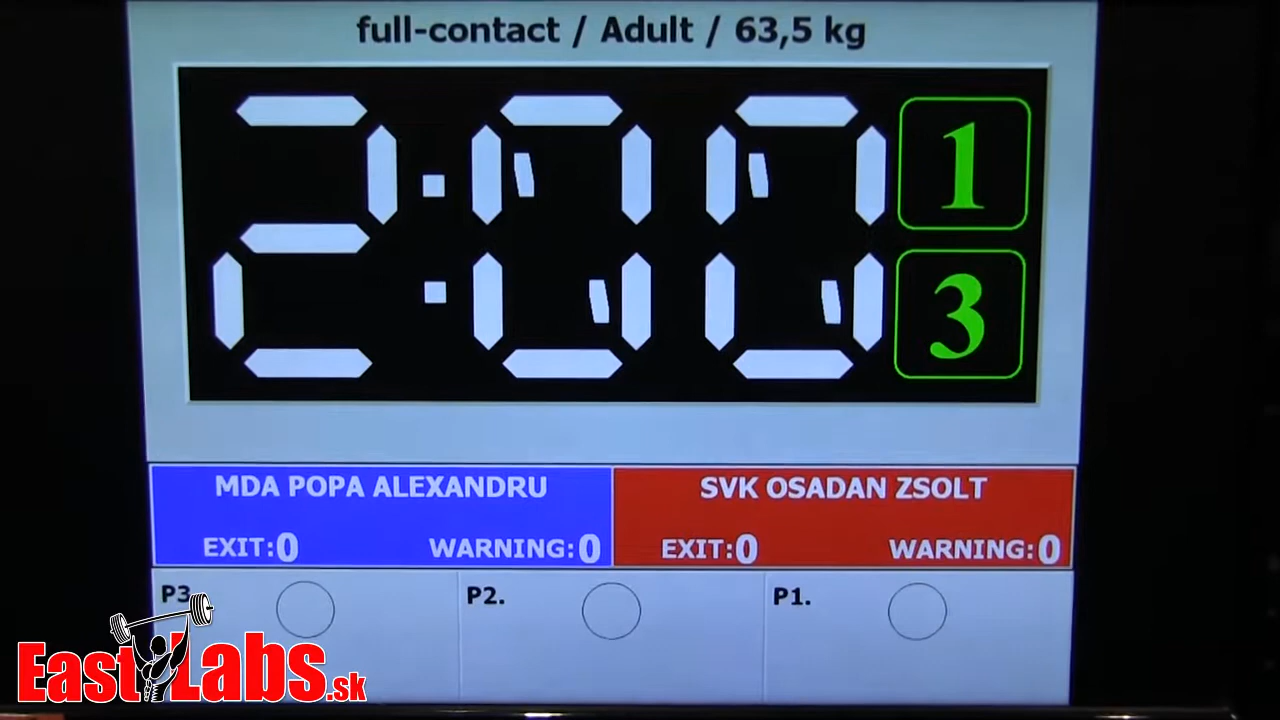 full-contact / Adult / 63,5 kg
2:00
1
3
MDA POPA ALEXANDRU
EXIT:0 WARNING:0
SVK OSADAN ZSOLT
EXIT:0 WARNING:0
P3 P2. P1.
EastLabs.sk